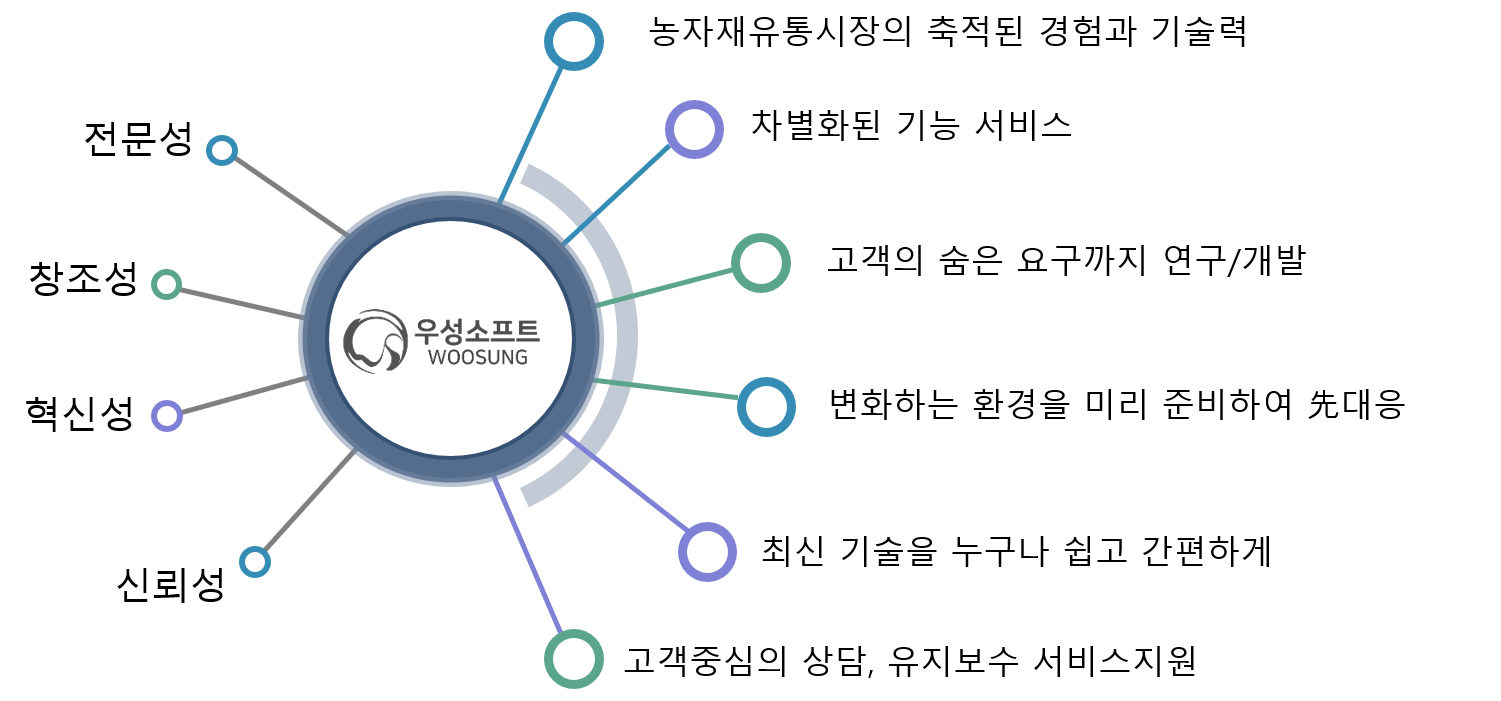 농자재유통시장의 축적된 경험과 기술력
차별화된 기능 서비스
전문성
고객의 숨은 요구까지 연구/개발
창조성
우성소프트
WOOSUNG
변화하는 환경을 미리 준비하여 先대응
혁신성
최신 기술을 누구나 쉽고 간편하게
신뢰성
고객중심의 상담, 유지보수 서비스지원